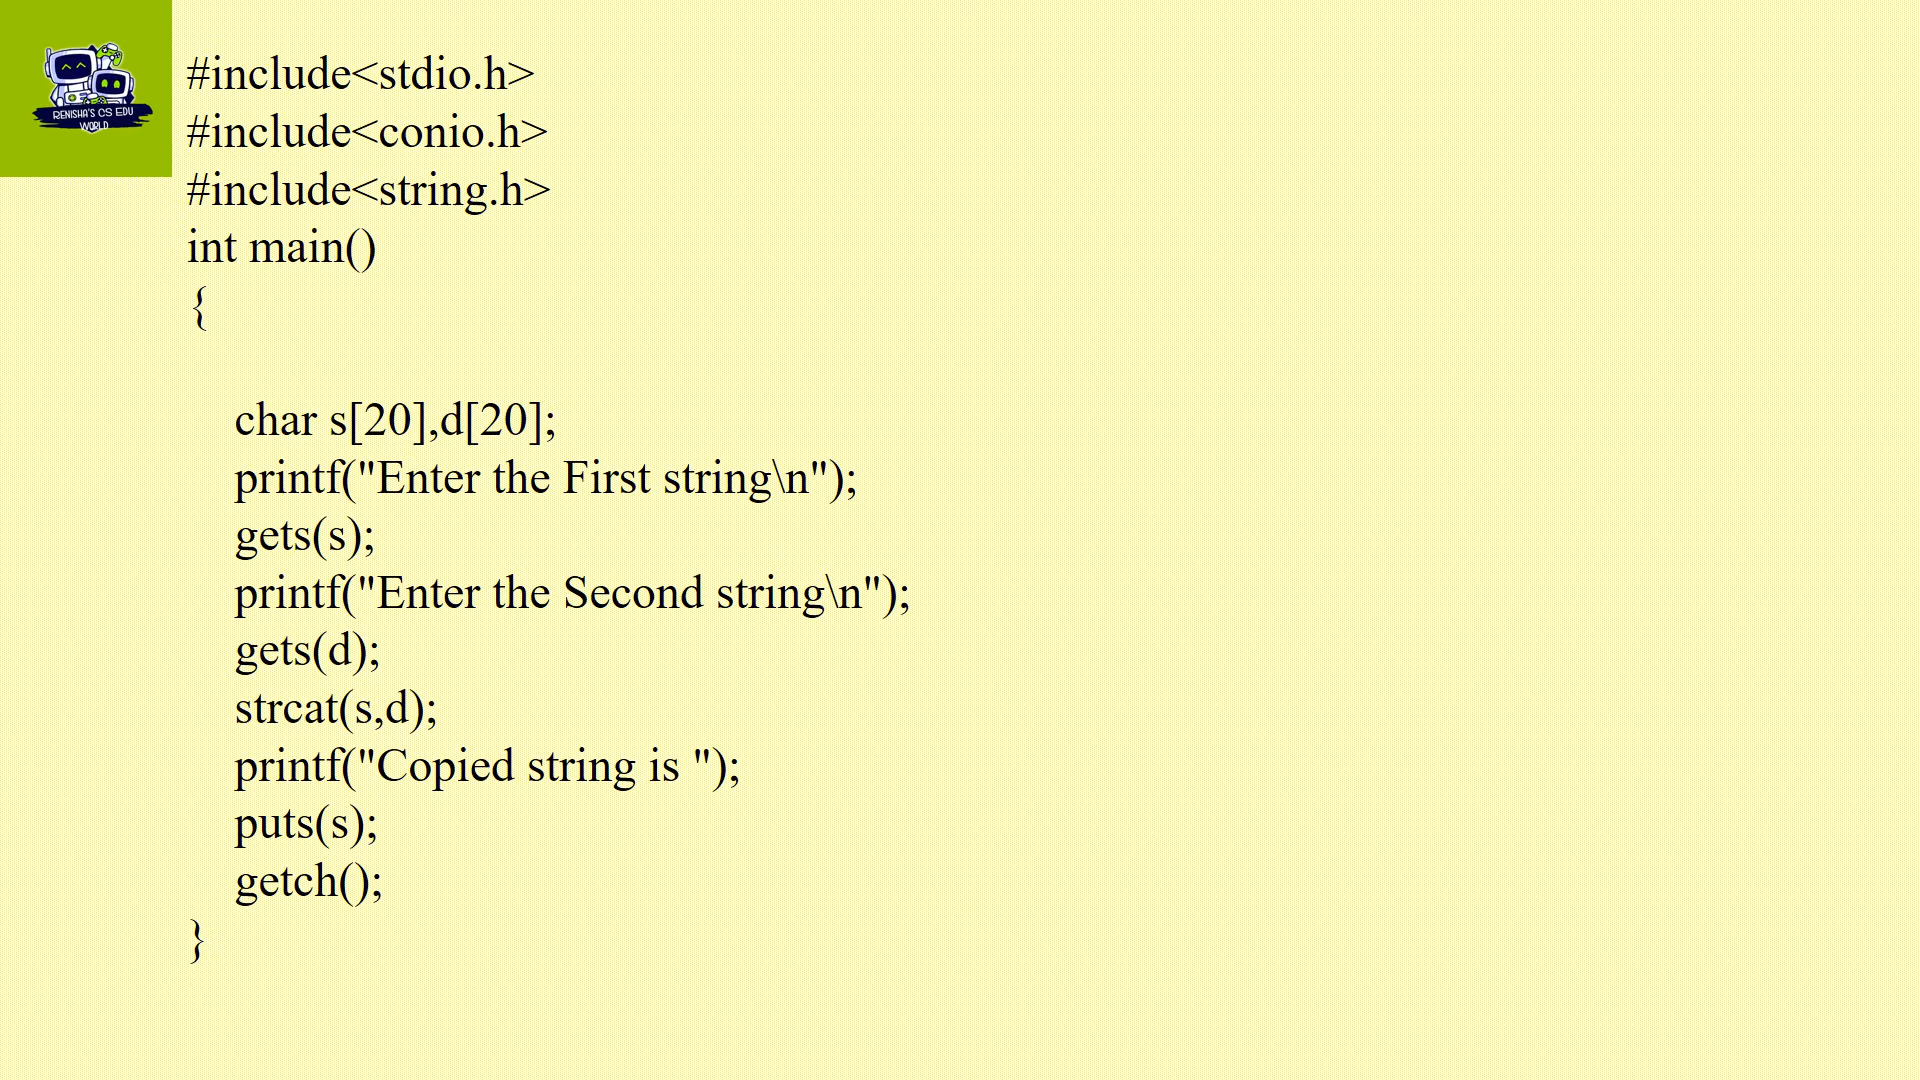 RENISHA'S CS EDU
WORLD
#include<stdio.h>
#include<conio.h>
#include<string.h>
int main()
{
char s[20],d[20];
printf("Enter the First string\n");
gets(s);
printf("Enter the Second string\n");
gets(d);
strcat(s,d);
printf("Copied string is ");
puts(s);
getch();
}